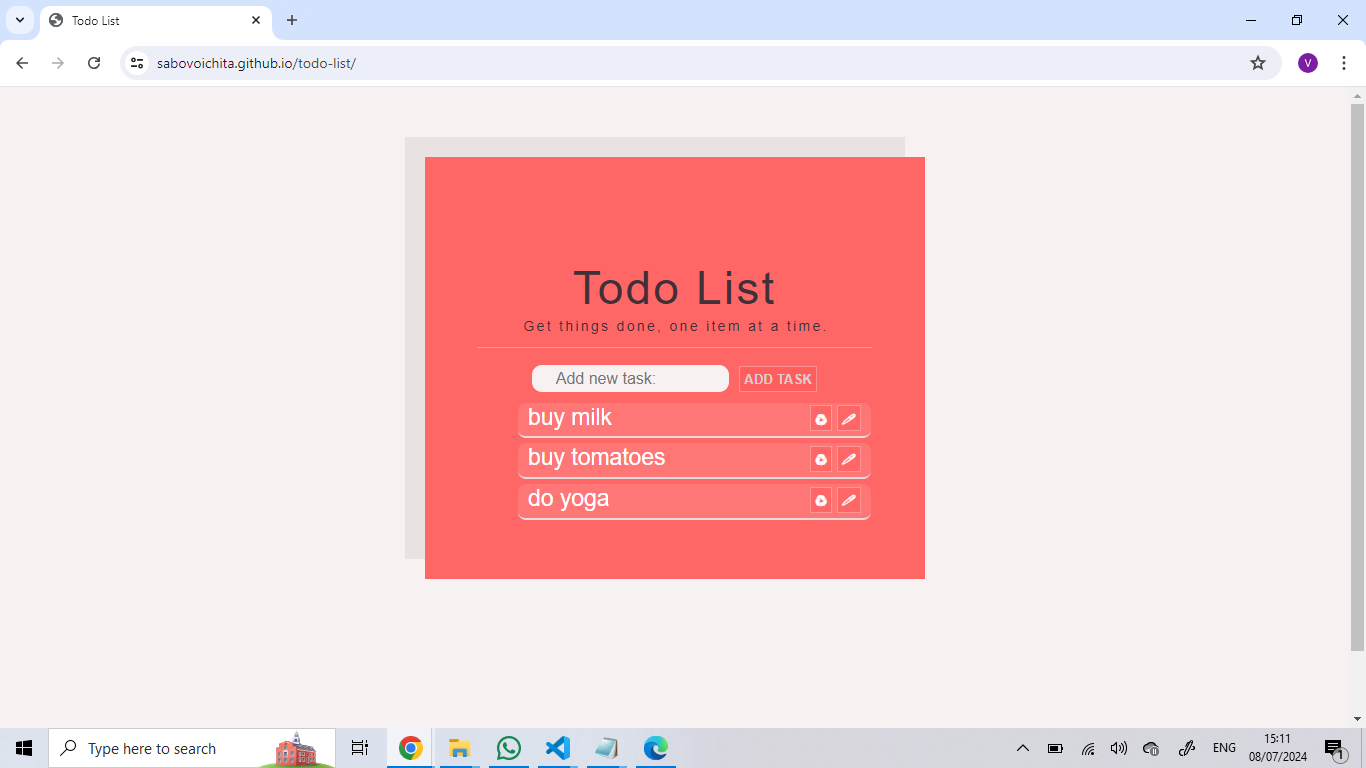 Todo List
sabovoichita.github.io/todo-list/
V
Todo List
Get things done, one item at a time.
Add new task:
ADD TASK
buy milk
buy tomatoes
do yoga
Type here to search
ENG
15:11
08/07/2024
1